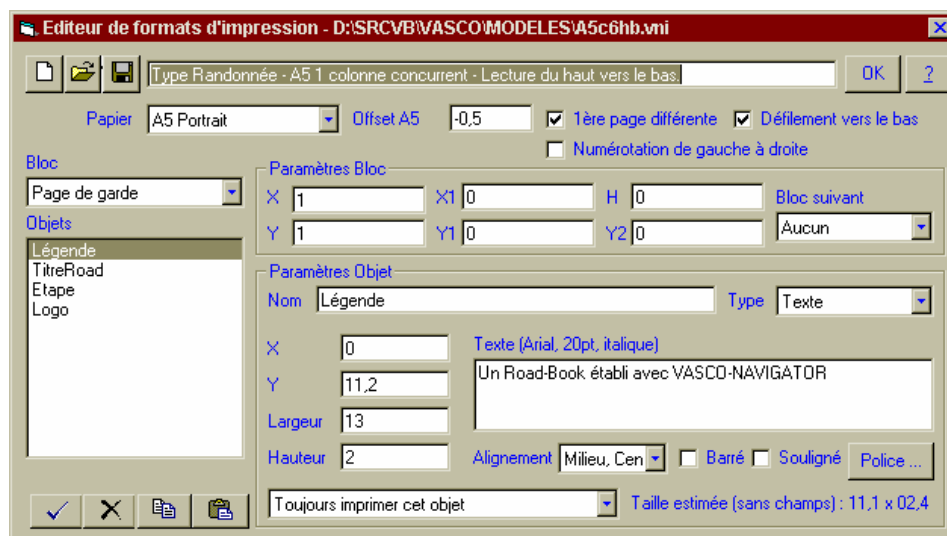 Editeur de formats d'impression - D:\SRCVB\VASCO\MODELES\A5c6hb.vni
Type Randonnée - A5 1 colonne concurrent - Lecture du haut vers le bas. OK ?
Papier A5 Portrait Offset A5 -0,5 1ère page différente Défilement vers le bas
Numérotation de gauche à droite
Bloc
Page de garde
Objets
Légende
TitreRoad
Etape
Logo
Paramètres Bloc
X 1 X1 0 H 0 Bloc suivant
Y 1 Y1 0 Y2 0 Aucun
Paramètres Objet
Nom Légende Type Texte
X 0 Texte (Arial, 20pt, italique)
Y 11,2 Un Road-Book établi avec VASCO-NAVIGATOR
Largeur 13
Hauteur 2 Alignement Milieu, Cen Barré Souligné Police ...
Toujours imprimer cet objet Taille estimée (sans champs) : 11,1 x 02,4